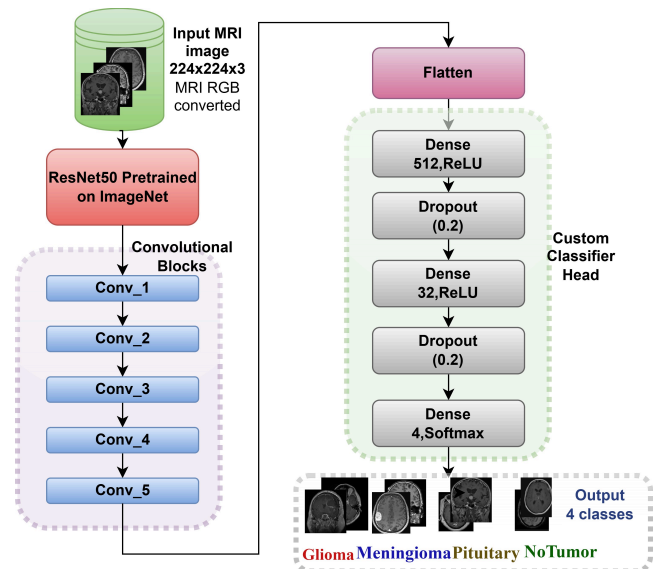 Input MRI
image
224x224x3
MRI RGB
converted
ResNet50 Pretrained
on ImageNet
Convolutional
Blocks
Conv_1
Conv_2
Conv_3
Conv_4
Conv_5
Flatten
Dense
512,ReLU
Dropout
(0.2)
Dense
32,ReLU
Dropout
(0.2)
Dense
4,Softmax
Custom
Classifier
Head
Output
4 classes
Glioma Meningioma Pituitary NoTumor